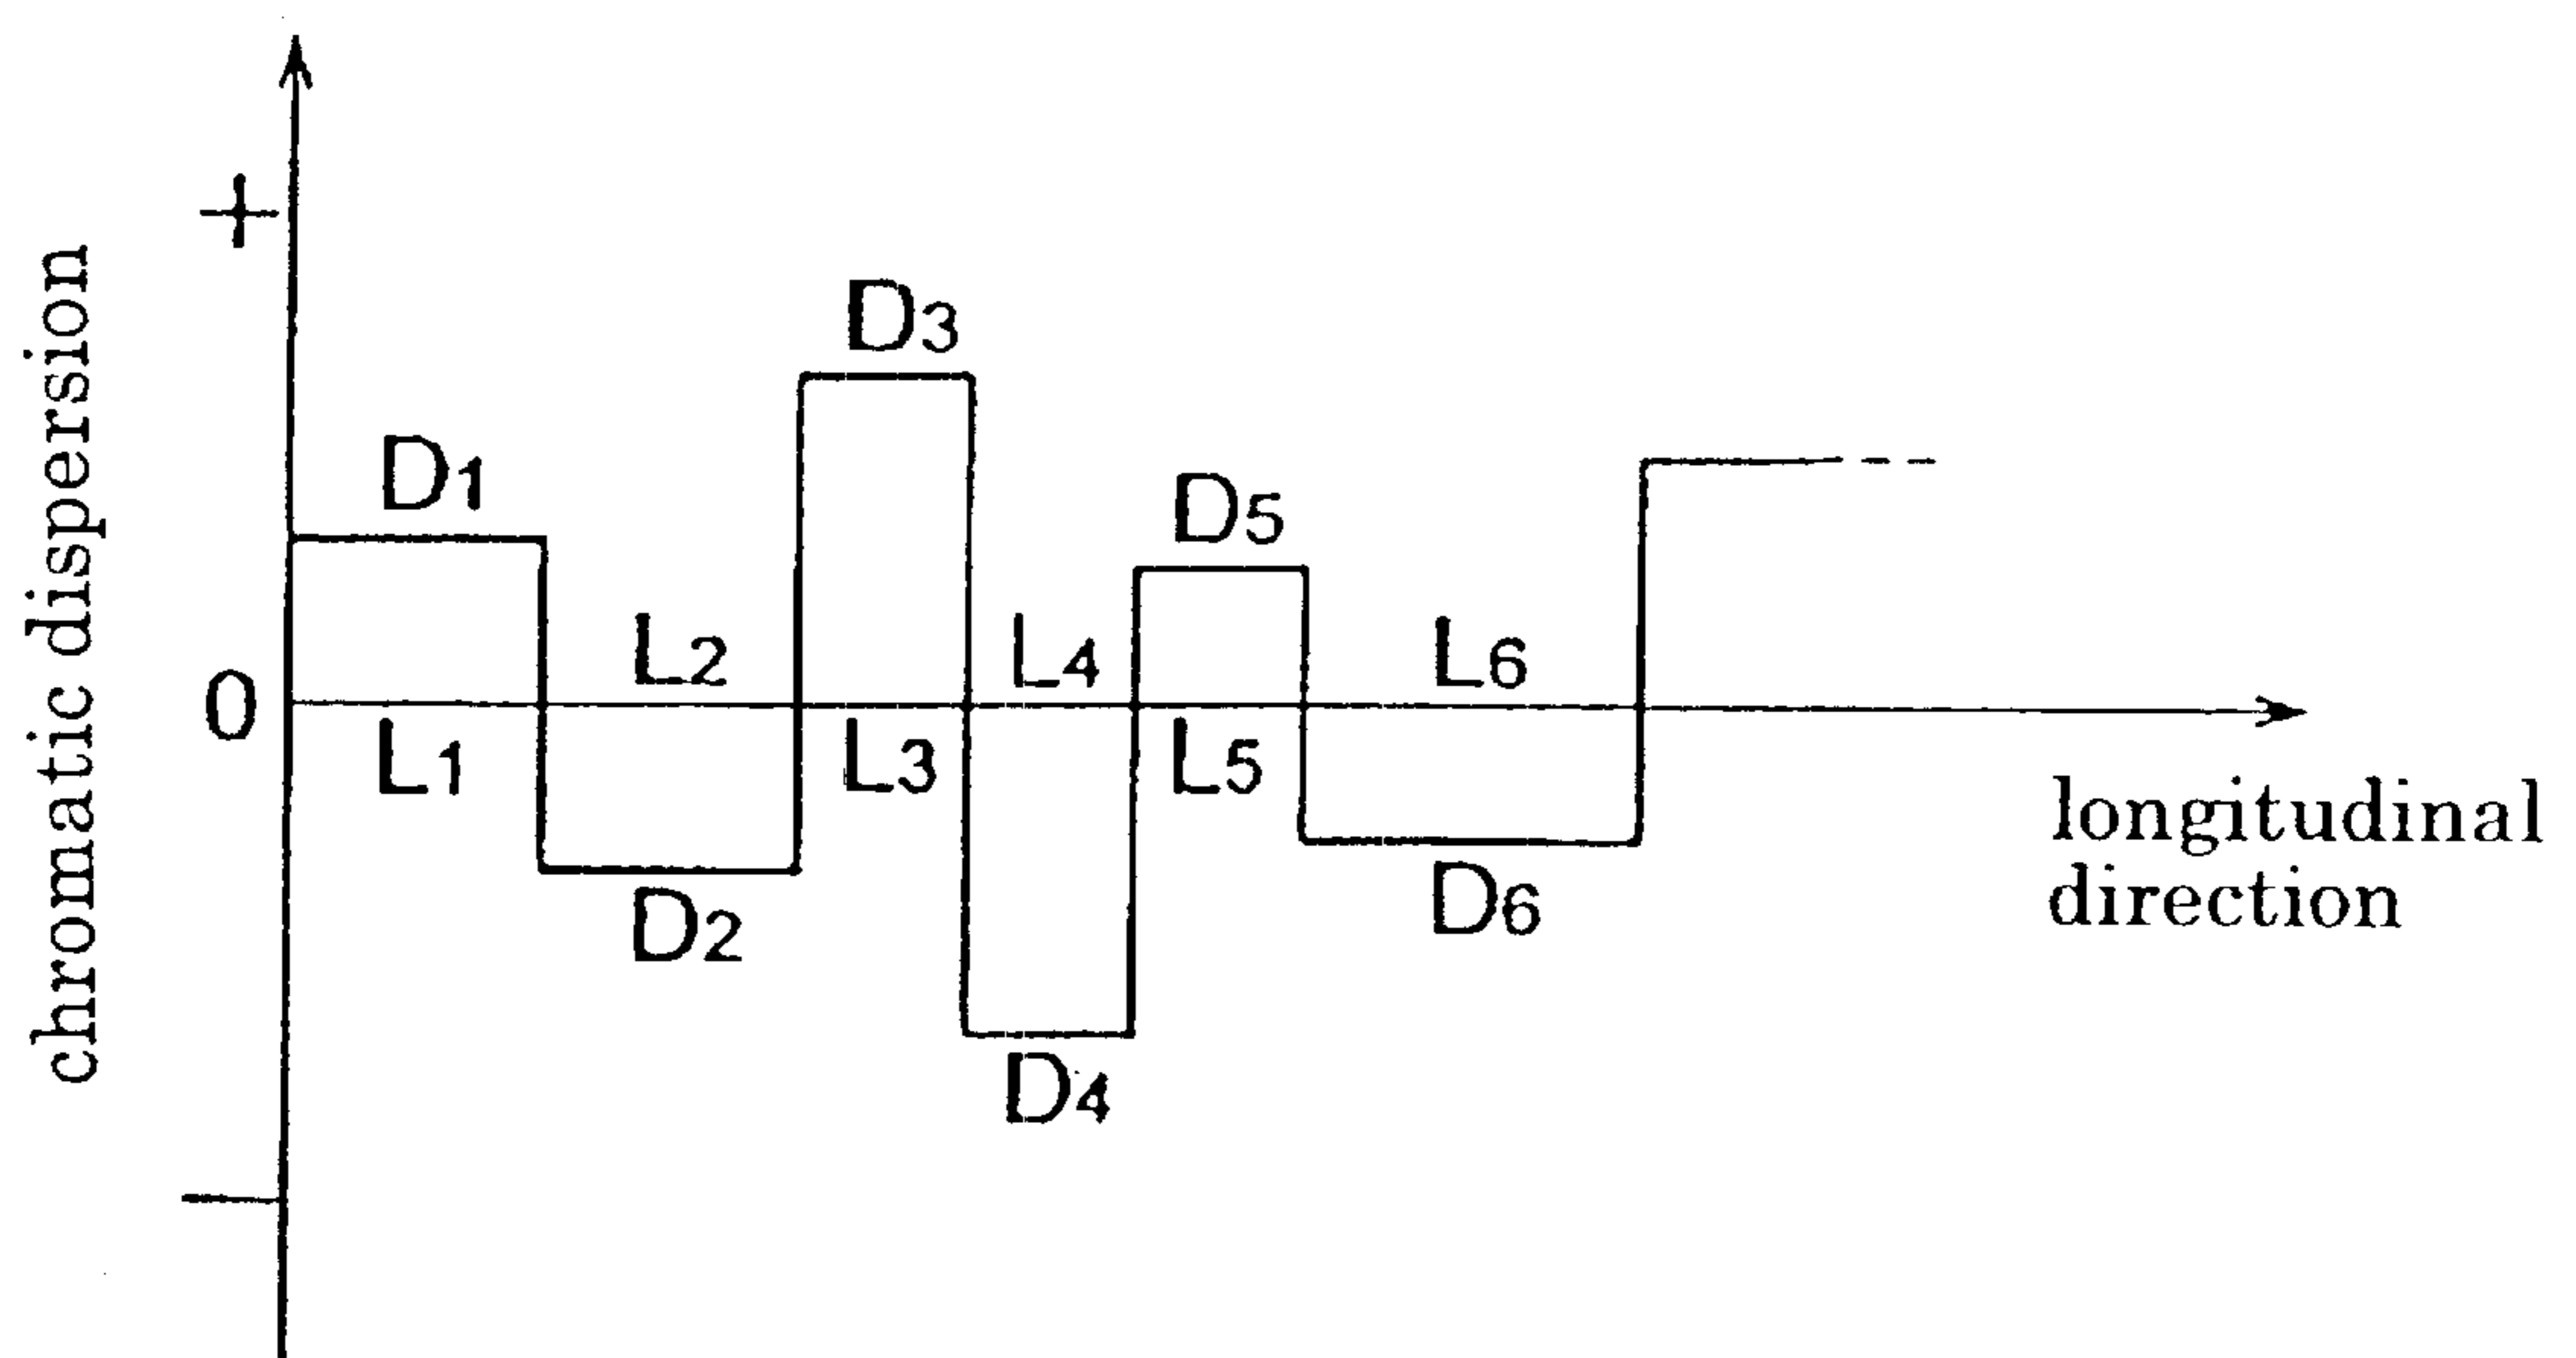 chromatic dispersion
+
D3
D1
D5
L2
L4
L6
0
L1
L3
L5
D2
D6
D4
longitudinal
direction